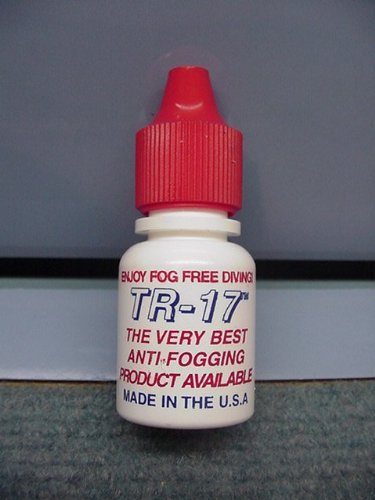 ENJOY FOG FREE DIVING!
TR-17™
THE VERY BEST
ANTI-FOGGING
PRODUCT AVAILABLE
MADE IN THE U.S.A